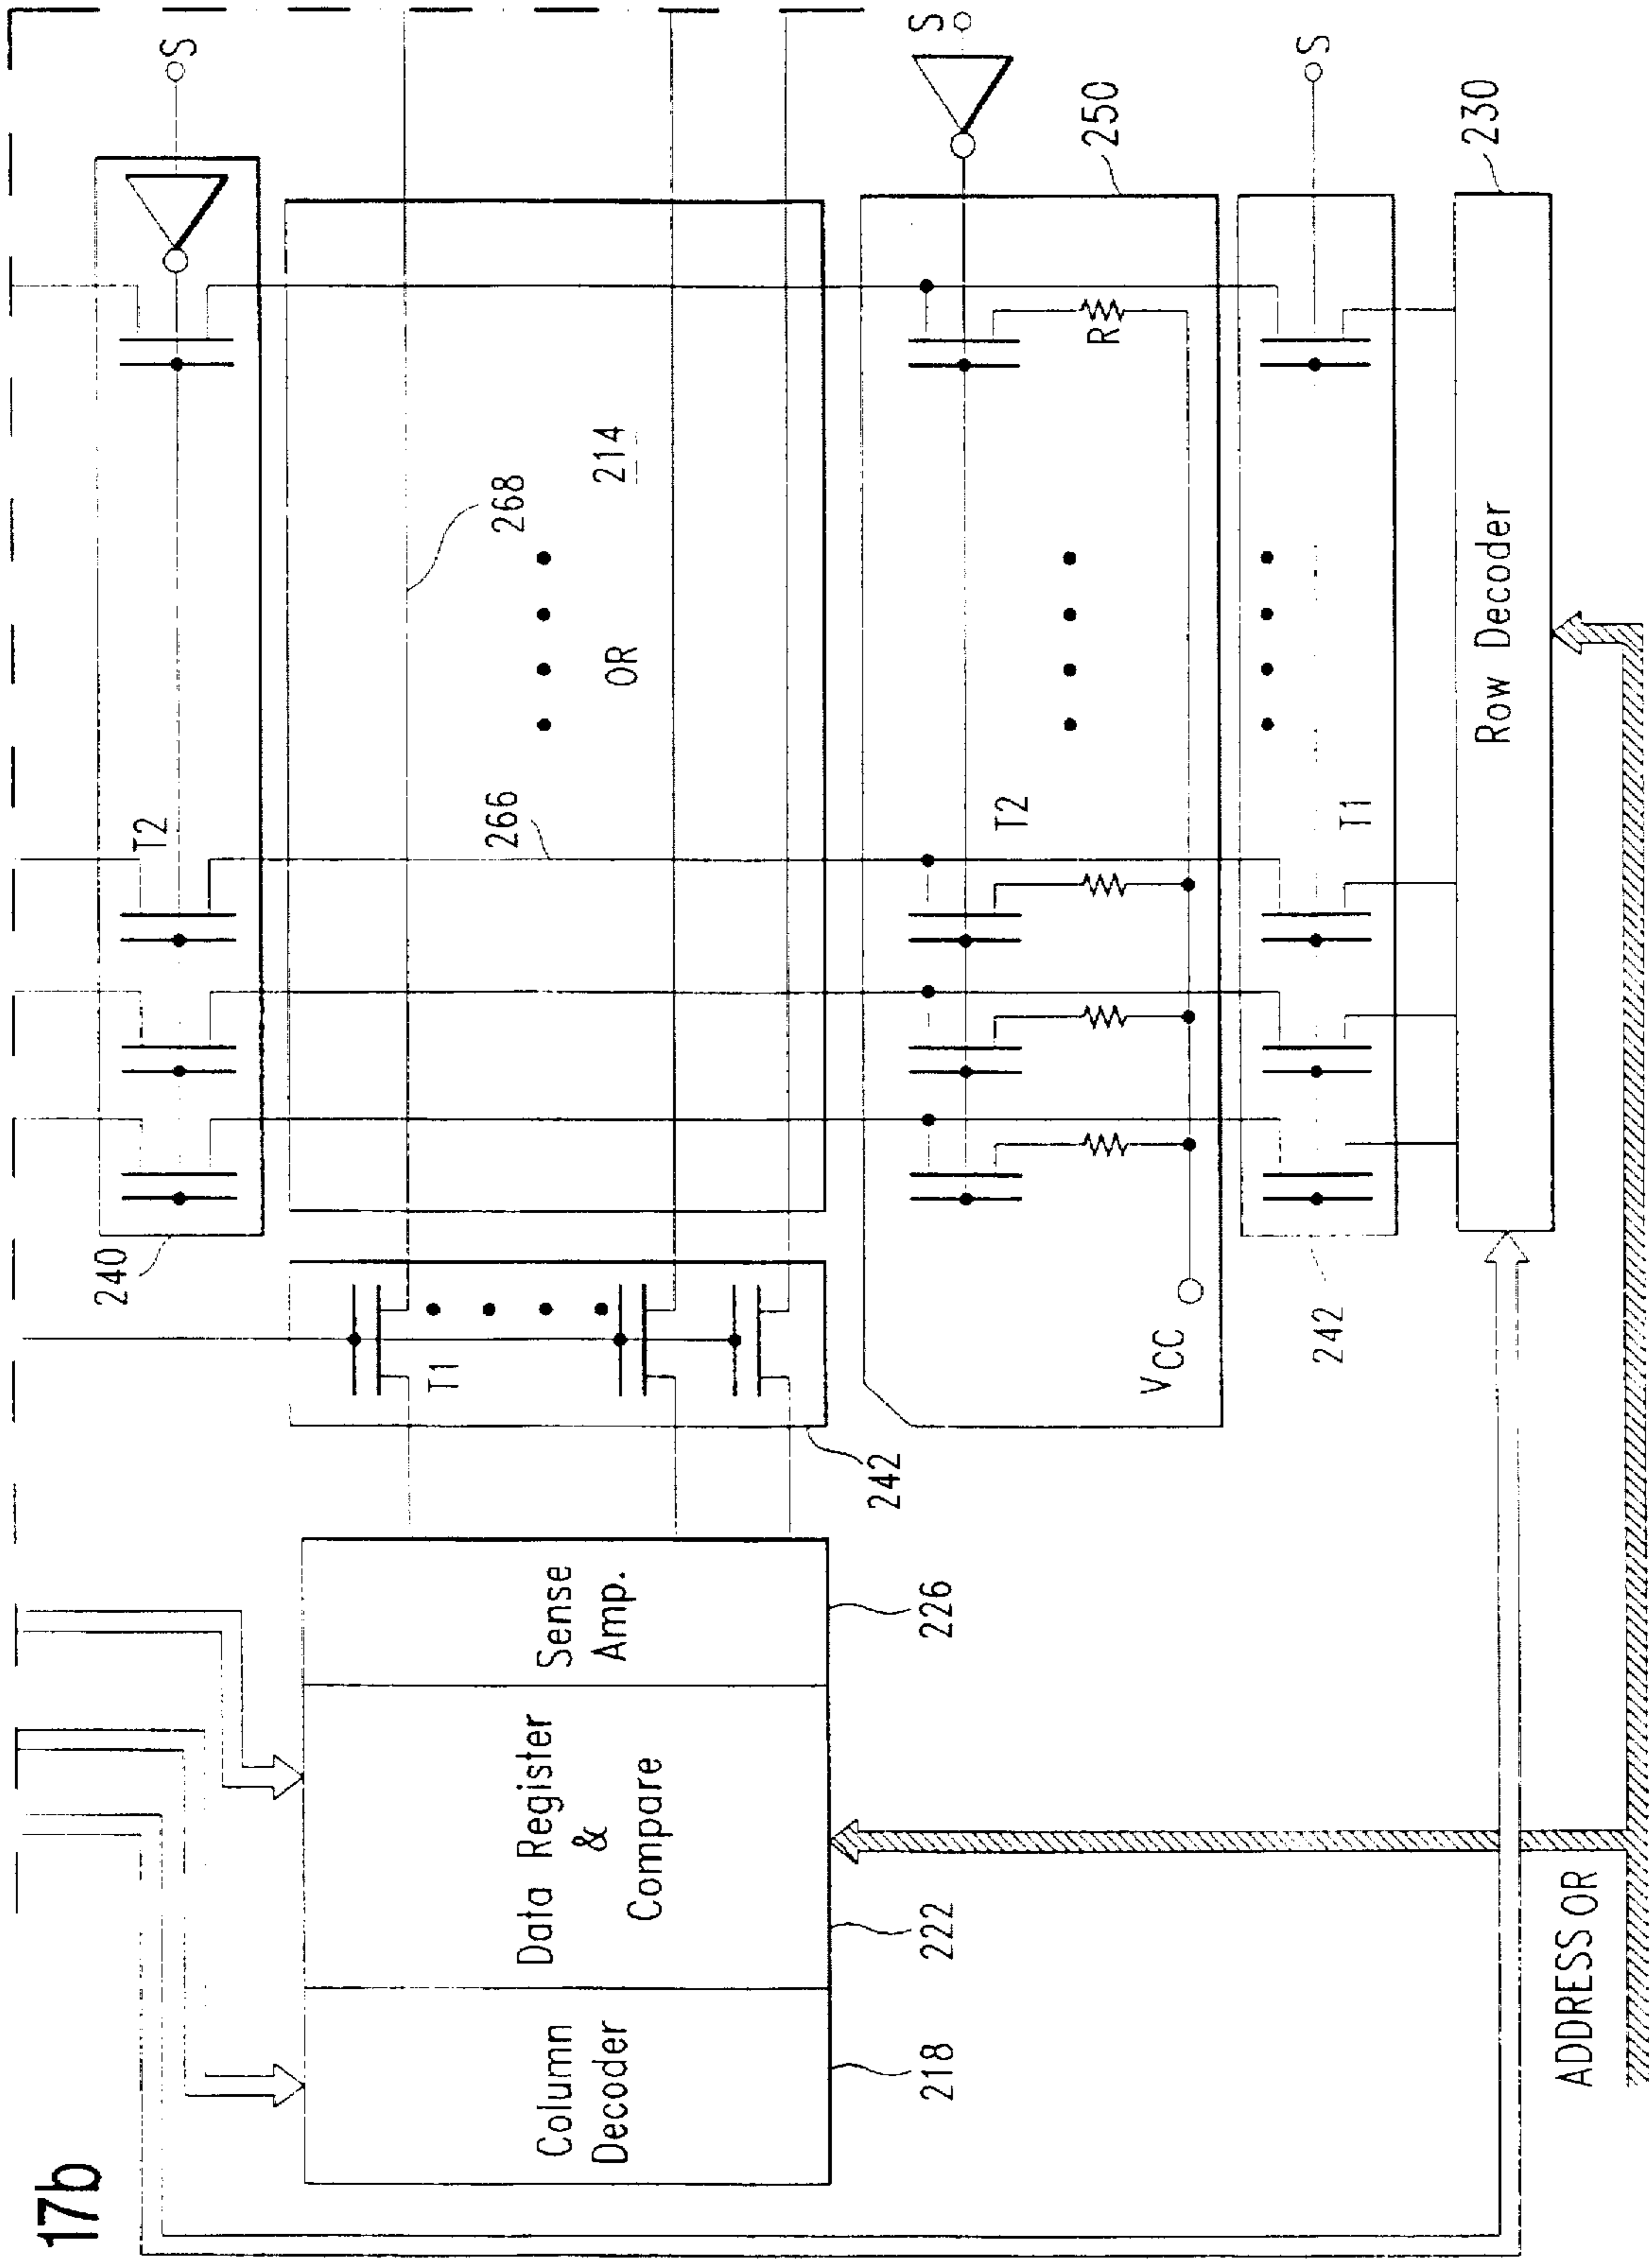 17b
Column
Decoder
218
Data Register
&
Compare
222
Sense
Amp.
226
242
T1
240
T2
S
266
268
OR
214
S
250
T2
R
VCC
242
T1
S
Row Decoder
230
ADDRESS OR